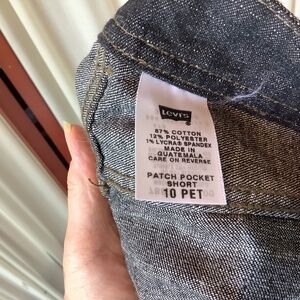 Levi's
87% COTTON
12% POLYESTER
1% LYCRA® SPANDEX
MADE IN
GUATEMALA
CARE ON REVERSE
PATCH POCKET
SHORT
10 PET